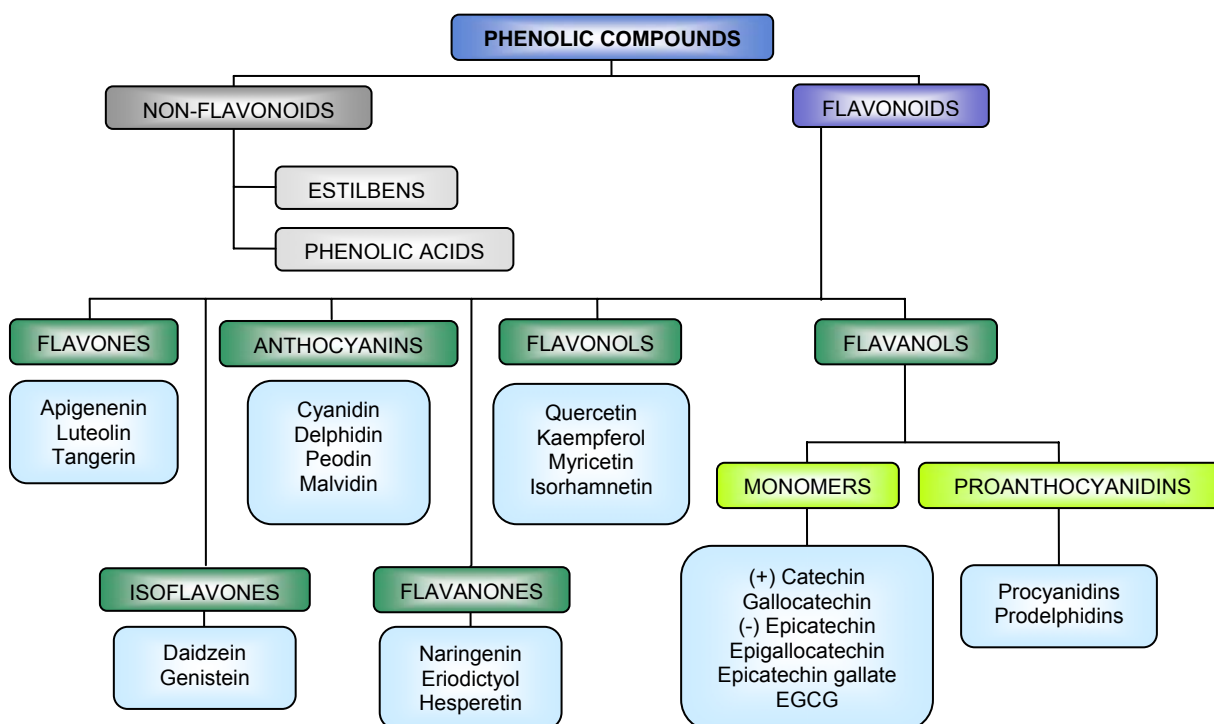 PHENOLIC COMPOUNDS
NON-FLAVONOIDS
FLAVONOIDS
ESTILBENS
PHENOLIC ACIDS
FLAVONES
ANTHOCYANINS
FLAVONOLS
FLAVANOLS
Apigenenin
Luteolin
Tangerin
Cyanidin
Delphidin
Peodin
Malvidin
Quercetin
Kaempferol
Myricetin
Isorhamnetin
MONOMERS
PROANTHOCYANIDINS
ISOFLAVONES
FLAVANONES
Daidzein
Genistein
Naringenin
Eriodictyol
Hesperetin
(+) Catechin
Gallocatechin
(-) Epicatechin
Epigallocatechin
Epicatechin gallate
EGCG
Procyanidins
Prodelphidins